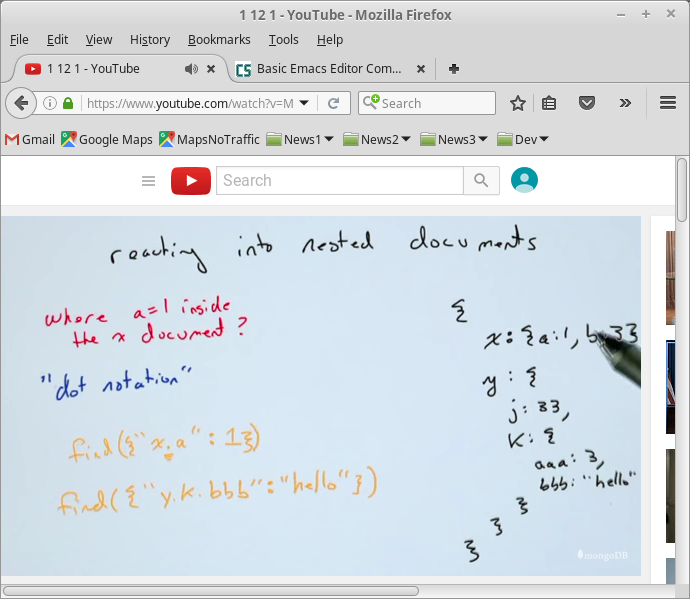 1 12 1 - YouTube - Mozilla Firefox
File Edit View History Bookmarks Tools Help
1 12 1 - YouTube
Basic Emacs Editor Com...
https://www.youtube.com/watch?v=M
Search
Gmail Google Maps MapsNoTraffic News1 News2 News3 Dev
Search
reaching into nested documents
where a=1 inside
the x document?
"dot notation"
find({"x.a" : 1})
find({"y.k.bbb":"hello"})
{
x: {a:1, b:33}
y: {
j: 33,
k: {
aaa: 3,
bbb: "hello"
}
}
}
mongoDB